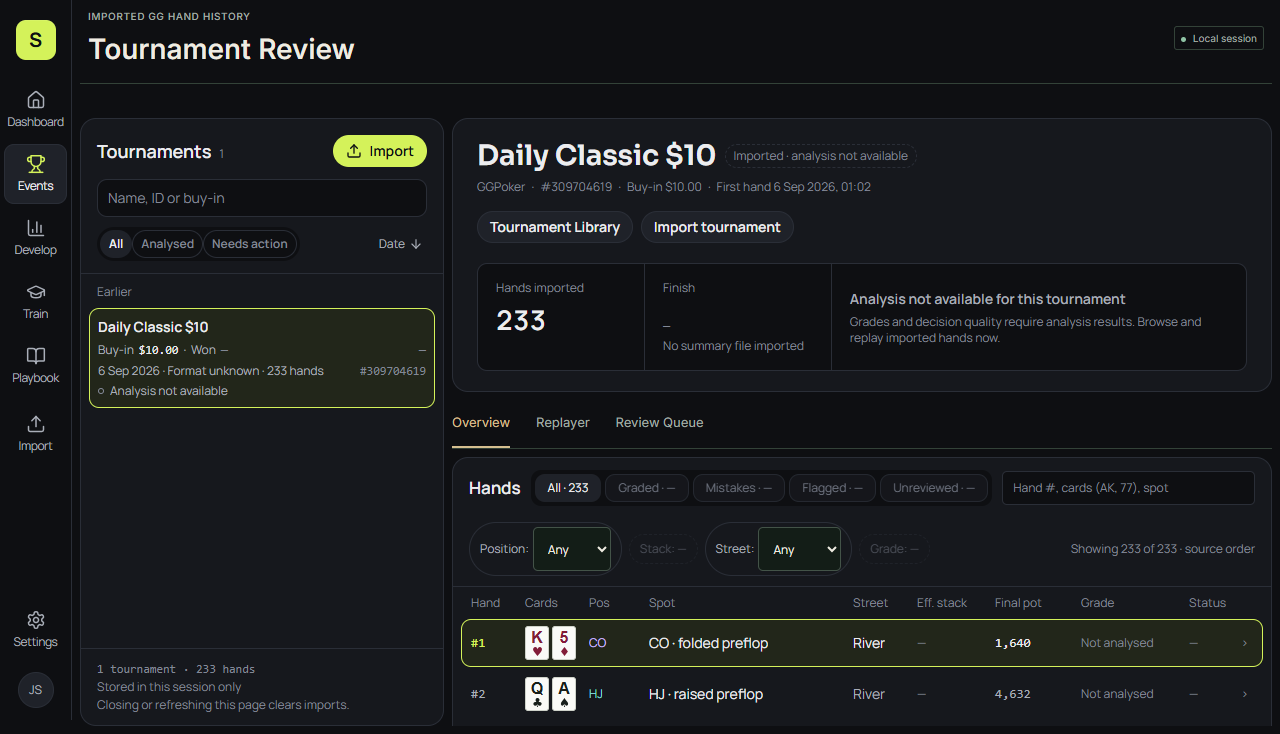 S
Dashboard
Events
Develop
Train
Playbook
Import
Settings
JS
IMPORTED GG HAND HISTORY
Tournament Review
Local session
Tournaments 1
Import
Name, ID or buy-in
All Analysed Needs action Date ↓
Earlier
Daily Classic $10
Buy-in $10.00 · Won — —
6 Sep 2026 · Format unknown · 233 hands #309704619
Analysis not available
1 tournament · 233 hands
Stored in this session only
Closing or refreshing this page clears imports.
Daily Classic $10 Imported · analysis not available
GGPoker · #309704619 · Buy-in $10.00 · First hand 6 Sep 2026, 01:02
Tournament Library Import tournament
Hands imported
233
Finish
—
No summary file imported
Analysis not available for this tournament
Grades and decision quality require analysis results. Browse and
replay imported hands now.
Overview Replayer Review Queue
Hands All · 233 Graded · — Mistakes · — Flagged · — Unreviewed · — Hand #, cards (AK, 77), spot
Position: Any Stack: — Street: Any Grade: — Showing 233 of 233 · source order
Hand Cards Pos Spot Street Eff. stack Final pot Grade Status
#1 K♥ 5♦ CO CO · folded preflop River — 1,640 Not analysed — ›
#2 Q♣ A♠ HJ HJ · raised preflop River — 4,632 Not analysed — ›